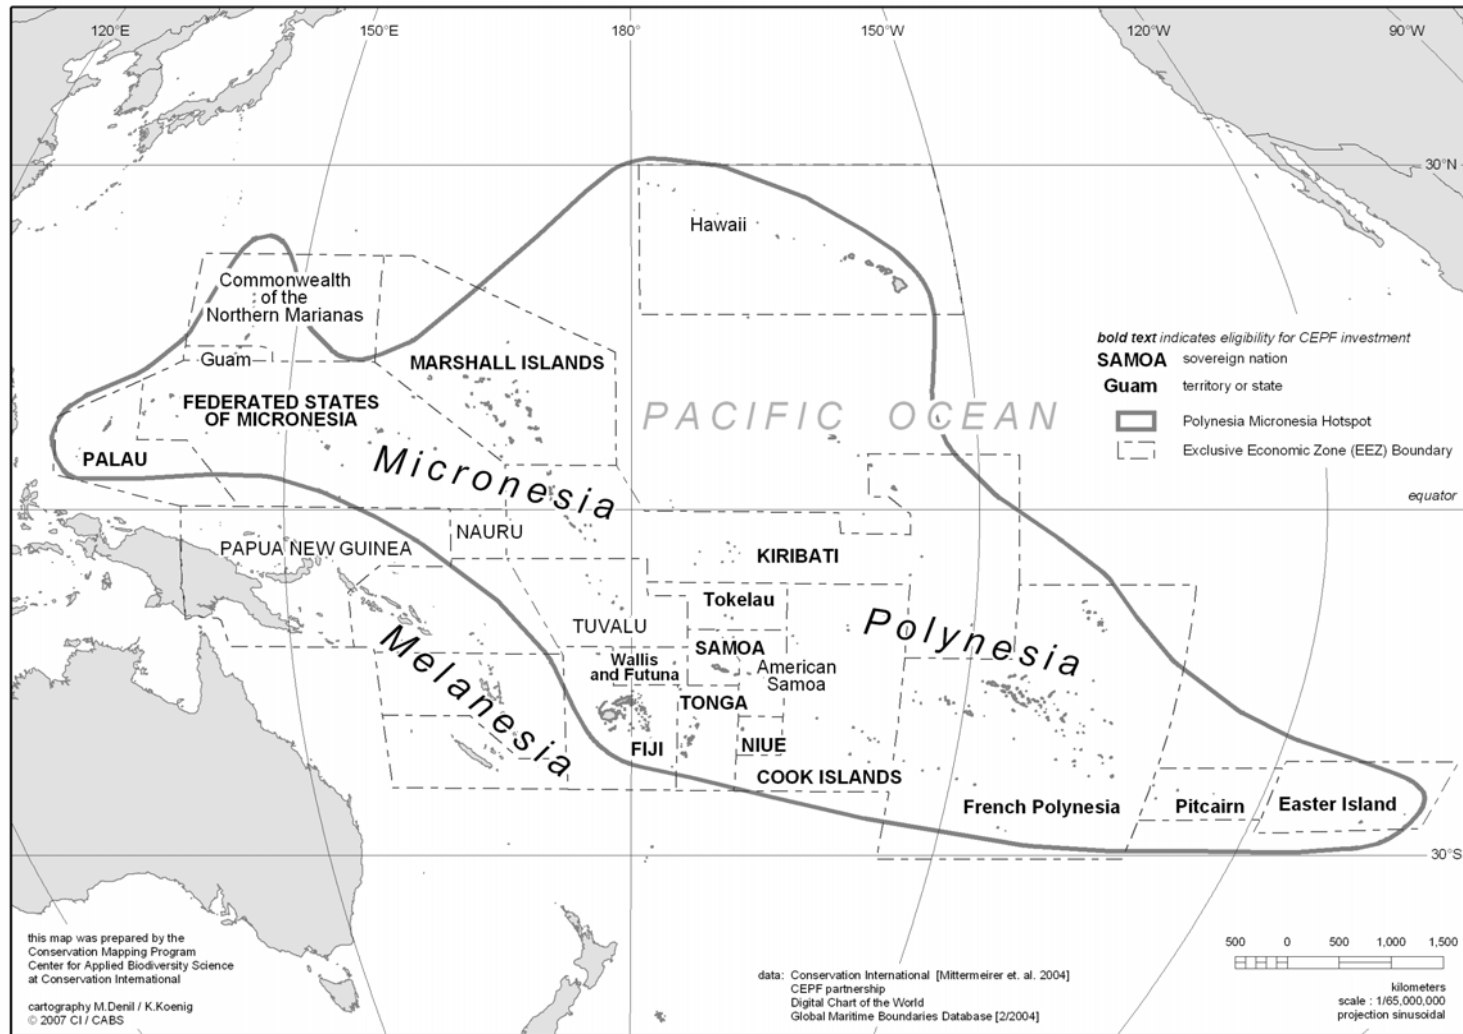 120°E
150°E
180°
150°W
120°W
90°W
30°N
Hawaii
Commonwealth
of the
Northern Marianas
Guam
MARSHALL ISLANDS
bold text indicates eligibility for CEPF investment
SAMOA sovereign nation
Guam territory or state
Polynesia Micronesia Hotspot
Exclusive Economic Zone (EEZ) Boundary
FEDERATED STATES
OF MICRONESIA
PACIFIC OCEAN
PALAU
Micronesia
equator
NAURU
PAPUA NEW GUINEA
KIRIBATI
Tokelau
TUVALU
Polynesia
Melanesia
SAMOA
Wallis
and Futuna
American
Samoa
TONGA
FIJI
NIUE
COOK ISLANDS
French Polynesia
Pitcairn
Easter Island
30°S
this map was prepared by the
Conservation Mapping Program
Center for Applied Biodiversity Science
at Conservation International
cartography M.Denil / K.Koenig
© 2007 CI / CABS
data: Conservation International [Mittermeirer et. al. 2004]
CEPF partnership
Digital Chart of the World
Global Maritime Boundaries Database [2/2004]
500 0 500 1,000 1,500
kilometers
scale : 1/65,000,000
projection sinusoidal